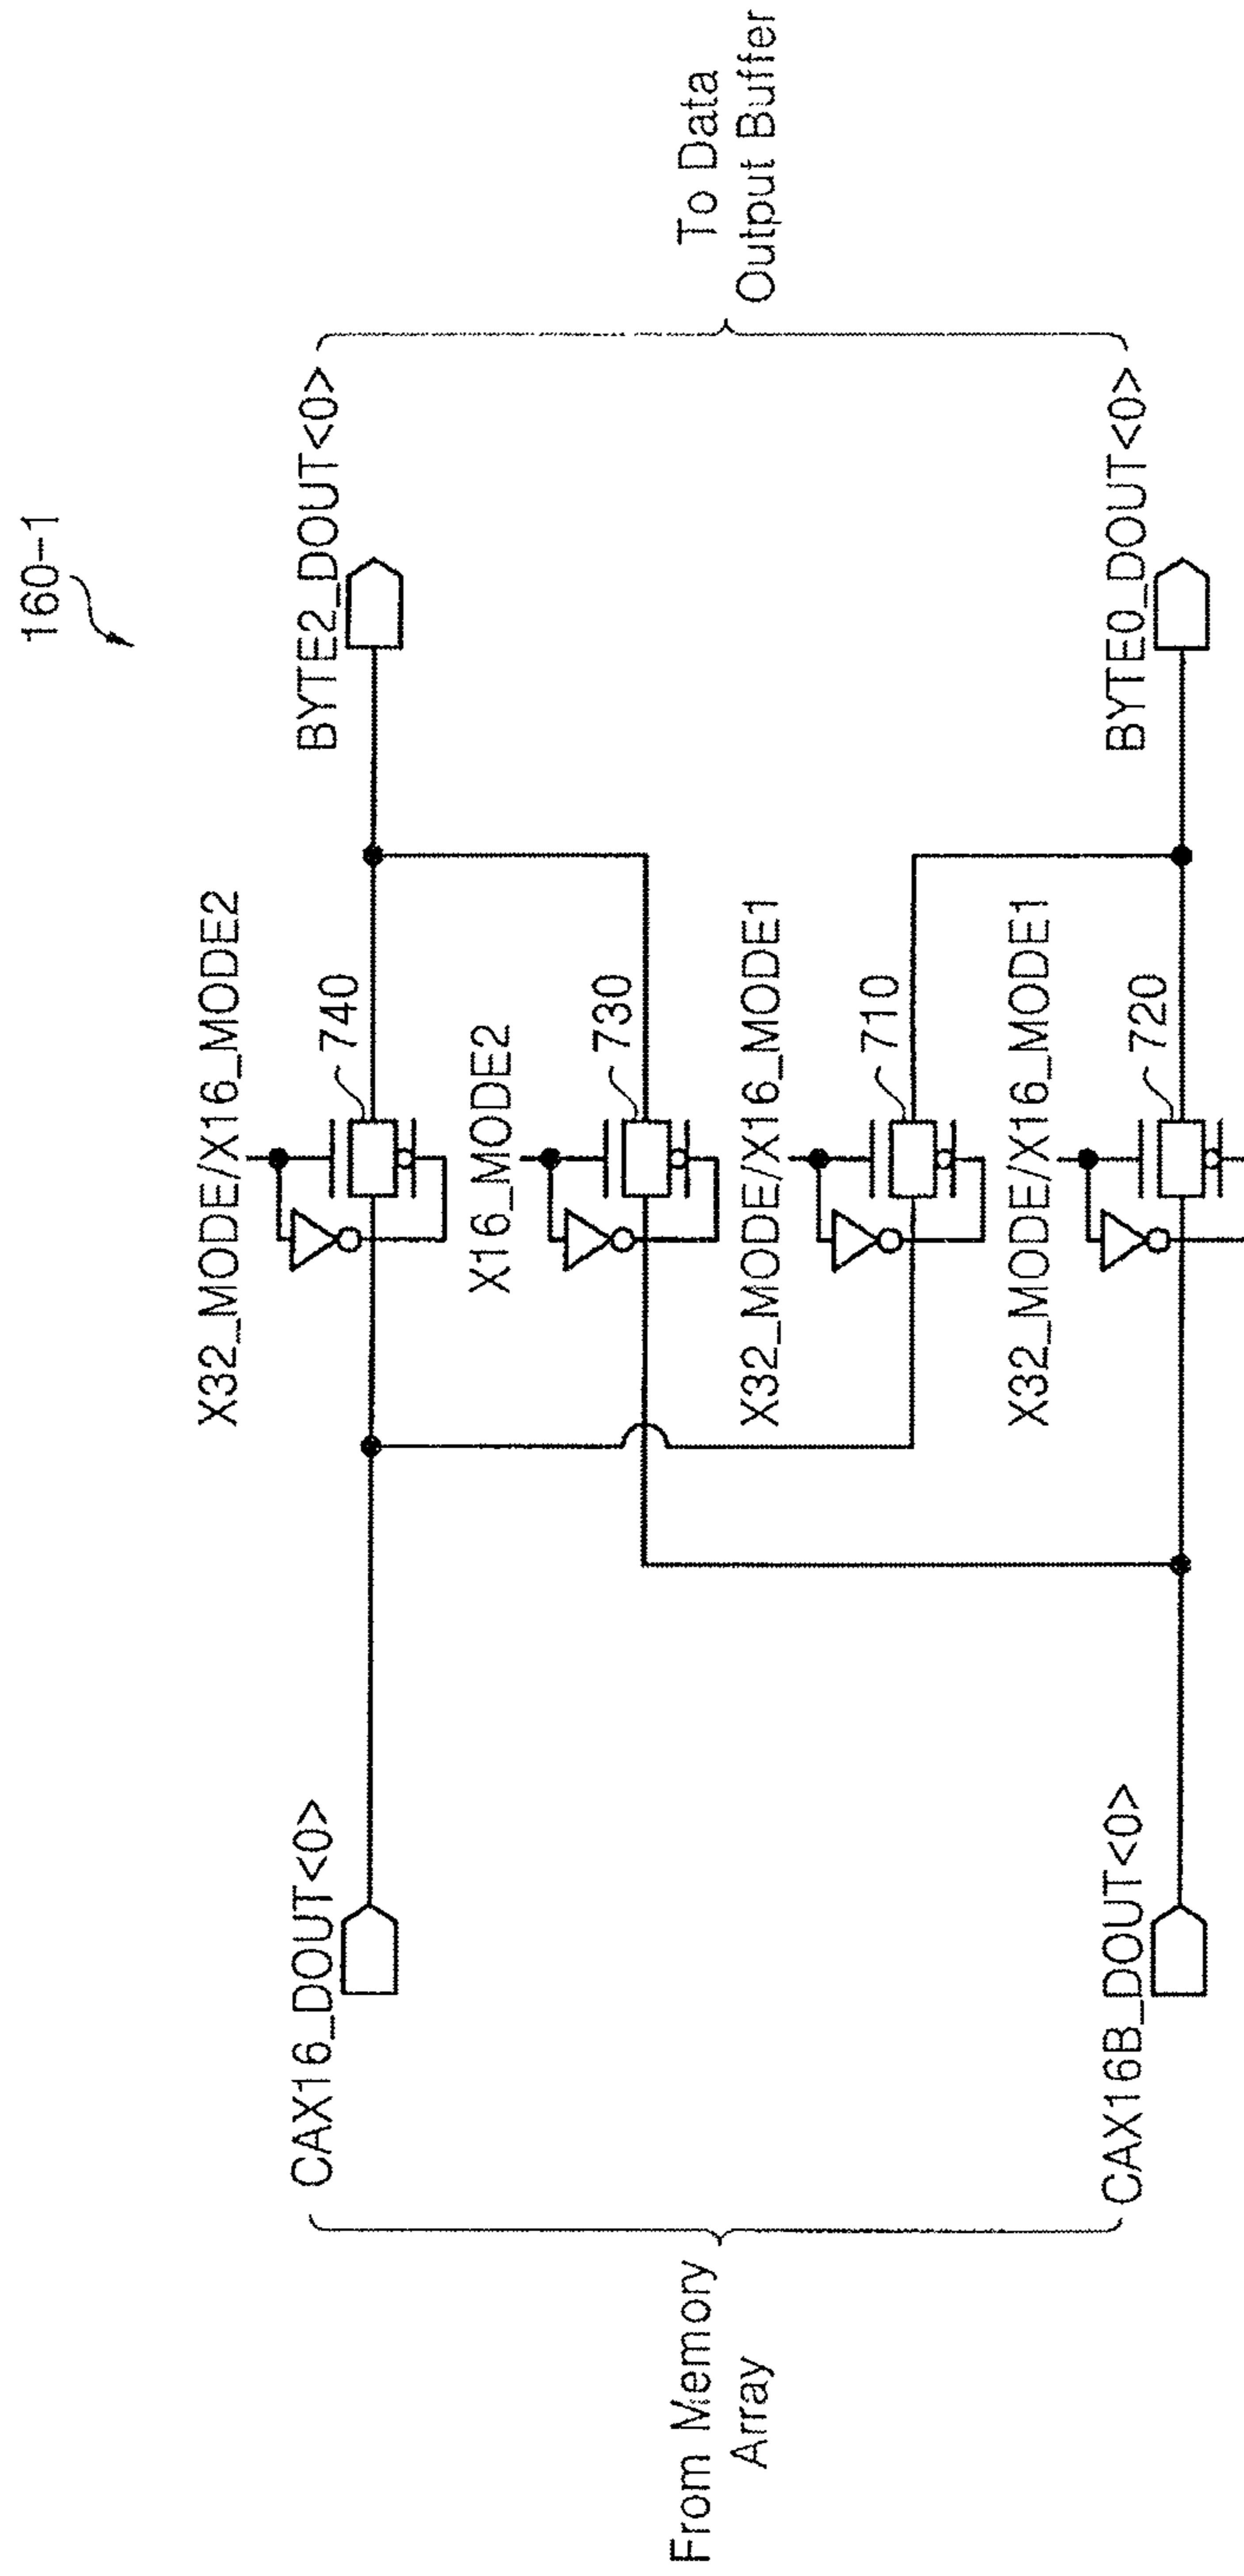 160-1
From Memory
Array
CAX16_DOUT<0>
CAX16B_DOUT<0>
X32_MODE/X16_MODE2
740
X16_MODE2
730
X32_MODE/X16_MODE1
710
X32_MODE/X16_MODE1
720
BYTE2_DOUT<0>
BYTE0_DOUT<0>
To Data
Output Buffer